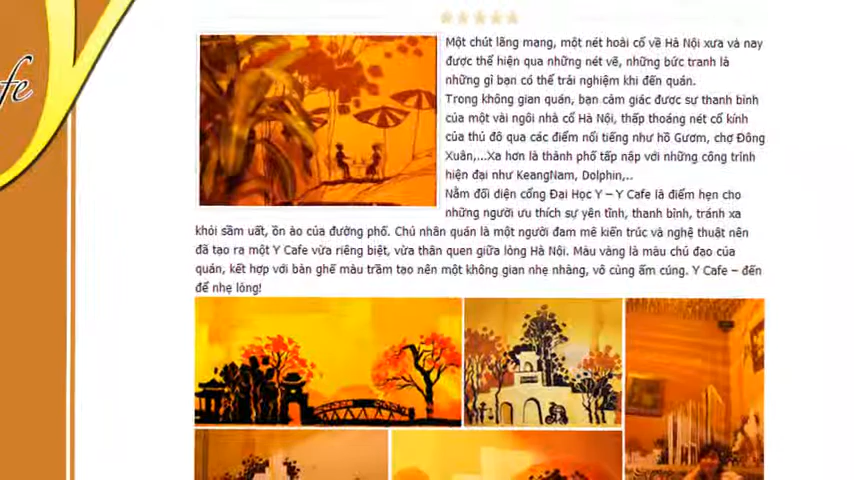 fe
Một chút lãng mạng, một nét hoài cổ về Hà Nội xưa và nay
được thể hiện qua những nét vẽ, những bức tranh là
những gì bạn có thể trải nghiệm khi đến quán.
Trong không gian quán, bạn cảm giác được sự thanh bình
của một vài ngôi nhà cổ Hà Nội, thấp thoáng nét cổ kính
của thủ đô qua các điểm nổi tiếng như hồ Gươm, chợ Đông
Xuân,...Xa hơn là thành phố tấp nập với những công trình
hiện đại như KeangNam, Dolphin,..
Nằm đối diện cổng Đại Học Y – Y Cafe là điểm hẹn cho
những người ưu thích sự yên tĩnh, thanh bình, tránh xa
khỏi sầm uất, ồn ào của đường phố. Chủ nhân quán là một người đam mê kiến trúc và nghệ thuật nên
đã tạo ra một Y Cafe vừa riêng biệt, vừa thân quen giữa lòng Hà Nội. Màu vàng là màu chủ đạo của
quán, kết hợp với bàn ghế màu trầm tạo nên một không gian nhẹ nhàng, vô cùng ấm cúng. Y Cafe – đến
để nhẹ lòng!